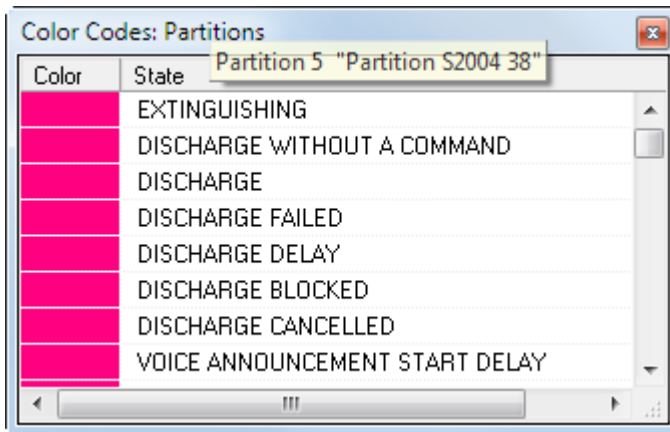 Color Codes: Partitions
Partition 5 "Partition S2004 38"
Color State
EXTINGUISHING
DISCHARGE WITHOUT A COMMAND
DISCHARGE
DISCHARGE FAILED
DISCHARGE DELAY
DISCHARGE BLOCKED
DISCHARGE CANCELLED
VOICE ANNOUNCEMENT START DELAY